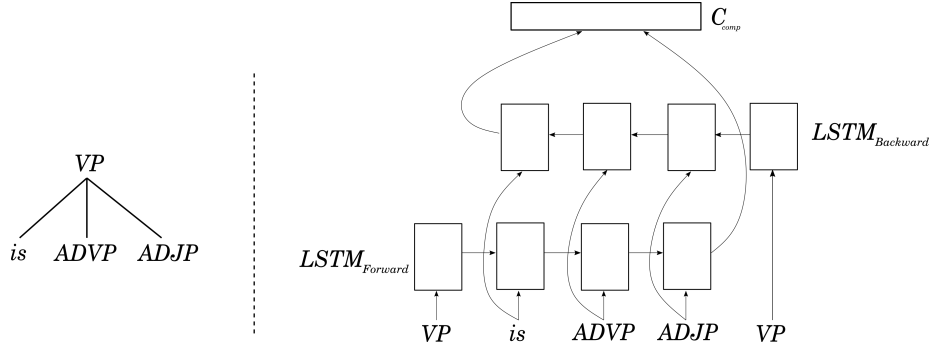 C_comp
LSTM_Backward
VP
is ADVP ADJP
LSTM_Forward
VP is ADVP ADJP VP